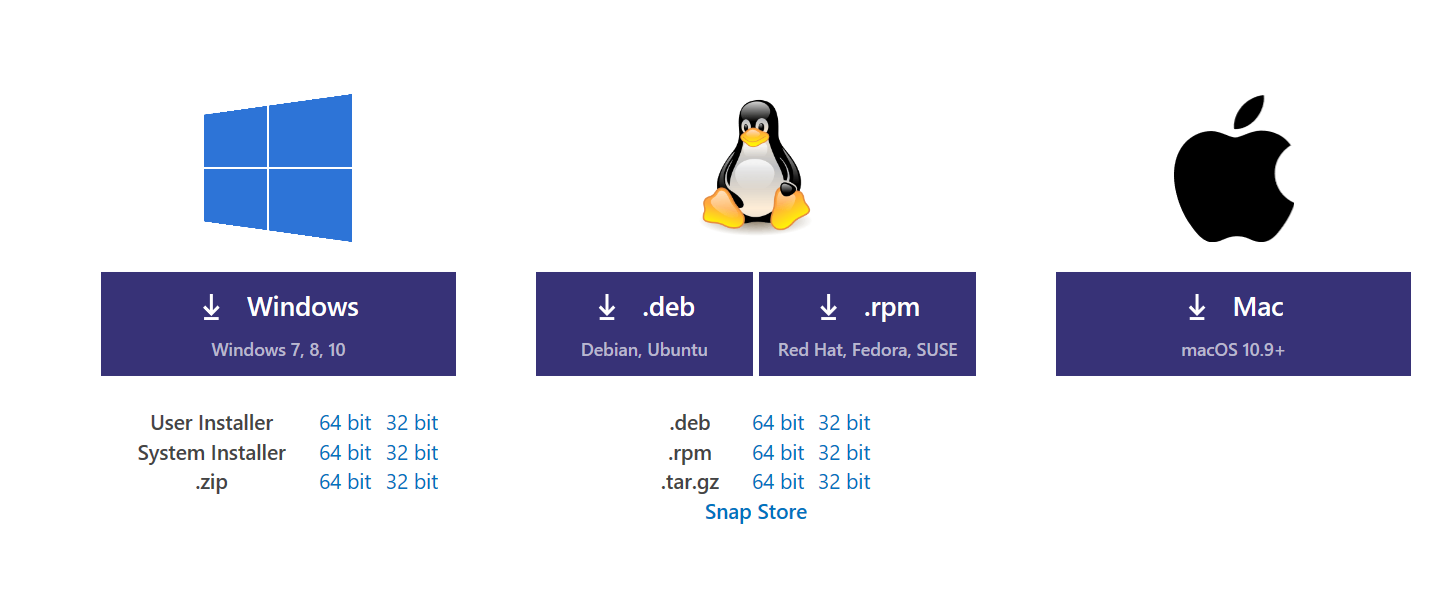 Windows
Windows 7, 8, 10
User Installer 64 bit 32 bit
System Installer 64 bit 32 bit
.zip 64 bit 32 bit
.deb
Debian, Ubuntu
.rpm
Red Hat, Fedora, SUSE
.deb 64 bit 32 bit
.rpm 64 bit 32 bit
.tar.gz 64 bit 32 bit
Snap Store
Mac
macOS 10.9+